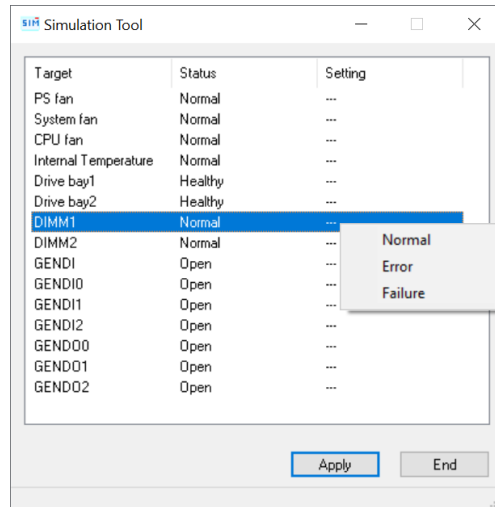 SIM Simulation Tool
Target Status Setting
PS fan Normal ---
System fan Normal ---
CPU fan Normal ---
Internal Temperature Normal ---
Drive bay1 Healthy ---
Drive bay2 Healthy ---
DIMM1 Normal ---
DIMM2 Normal ---
GENDI Open ---
GENDI0 Open ---
GENDI1 Open ---
GENDI2 Open ---
GENDO0 Open ---
GENDO1 Open ---
GENDO2 Open ---
Normal
Error
Failure
Apply End